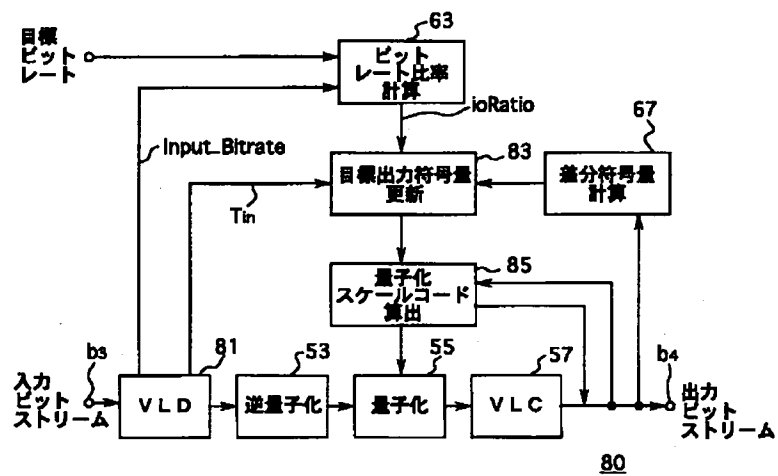 63
目標
ビット
レート
ビット
レート比率
計算
ioRatio
67
Input_Bitrate
83
目標出力符号量
更新
差分符号量
計算
Tin
85
量子化
スケールコード
算出
b3
81
53
55
57
b4
入力
ビット
ストリーム
VLD
逆量子化
量子化
VLC
出力
ビット
ストリーム
80